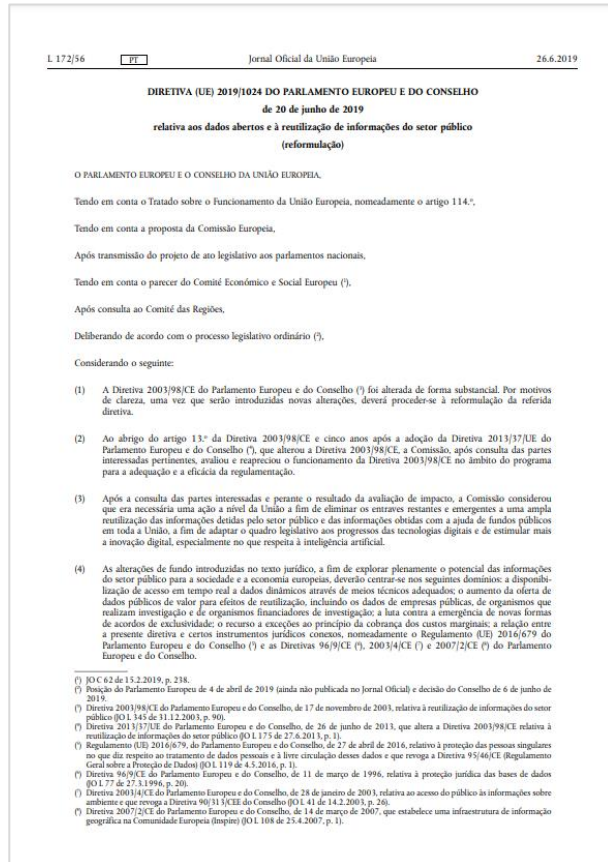 L 172/56 PT Jornal Oficial da União Europeia 26.6.2019
DIRETIVA (UE) 2019/1024 DO PARLAMENTO EUROPEU E DO CONSELHO
de 20 de junho de 2019
relativa aos dados abertos e à reutilização de informações do setor público
(reformulação)
O PARLAMENTO EUROPEU E O CONSELHO DA UNIÃO EUROPEIA,
Tendo em conta o Tratado sobre o Funcionamento da União Europeia, nomeadamente o artigo 114.º,
Tendo em conta a proposta da Comissão Europeia,
Após transmissão do projeto de ato legislativo aos parlamentos nacionais,
Tendo em conta o parecer do Comité Económico e Social Europeu (¹),
Após consulta ao Comité das Regiões,
Deliberando de acordo com o processo legislativo ordinário (²),
Considerando o seguinte:
(1) A Diretiva 2003/98/CE do Parlamento Europeu e do Conselho (³) foi alterada de forma substancial. Por motivos
de clareza, uma vez que serão introduzidas novas alterações, deverá proceder-se à reformulação da referida
diretiva.
(2) Ao abrigo do artigo 13.º da Diretiva 2003/98/CE e cinco anos após a adoção da Diretiva 2013/37/UE do
Parlamento Europeu e do Conselho (⁴), que alterou a Diretiva 2003/98/CE, a Comissão, após consulta das partes
interessadas pertinentes, avaliou e reapreciou o funcionamento da Diretiva 2003/98/CE no âmbito do programa
para a adequação e a eficácia da regulamentação.
(3) Após a consulta das partes interessadas e perante o resultado da avaliação de impacto, a Comissão considerou
que era necessária uma ação a nível da União a fim de eliminar os entraves restantes e emergentes a uma ampla
reutilização das informações detidas pelo setor público e das informações obtidas com a ajuda de fundos públicos
em toda a União, a fim de adaptar o quadro legislativo aos progressos das tecnologias digitais e de estimular mais
a inovação digital, especialmente no que respeita à inteligência artificial.
(4) As alterações de fundo introduzidas no texto jurídico, a fim de explorar plenamente o potencial das informações
do setor público para a sociedade e a economia europeias, deverão centrar-se nos seguintes domínios: a disponibi-
lização de acesso em tempo real a dados dinâmicos através de meios técnicos adequados; o aumento da oferta de
dados públicos de valor para efeitos de reutilização, incluindo os dados de empresas públicas, de organismos que
realizam investigação e de organismos financiadores de investigação; a luta contra a emergência de novas formas
de acordos de exclusividade; o recurso a exceções ao princípio da cobrança dos custos marginais; a relação entre
a presente diretiva e certos instrumentos jurídicos conexos, nomeadamente o Regulamento (UE) 2016/679 do
Parlamento Europeu e do Conselho (⁵) e as Diretivas 96/9/CE (⁶), 2003/4/CE (⁷) e 2007/2/CE (⁸) do Parlamento
Europeu e do Conselho.
(¹) JO C 62 de 15.2.2019, p. 238.
(²) Posição do Parlamento Europeu de 4 de abril de 2019 (ainda não publicada no Jornal Oficial) e decisão do Conselho de 6 de junho de
2019.
(³) Diretiva 2003/98/CE do Parlamento Europeu e do Conselho, de 17 de novembro de 2003, relativa à reutilização de informações do setor
público (JO L 345 de 31.12.2003, p. 90).
(⁴) Diretiva 2013/37/UE do Parlamento Europeu e do Conselho, de 26 de junho de 2013, que altera a Diretiva 2003/98/CE relativa à
reutilização de informações do setor público (JO L 175 de 27.6.2013, p. 1).
(⁵) Regulamento (UE) 2016/679, do Parlamento Europeu e do Conselho, de 27 de abril de 2016, relativo à proteção das pessoas singulares
no que diz respeito ao tratamento de dados pessoais e à livre circulação desses dados e que revoga a Diretiva 95/46/CE (Regulamento
Geral sobre a Proteção de Dados) (JO L 119 de 4.5.2016, p. 1).
(⁶) Diretiva 96/9/CE do Parlamento Europeu e do Conselho, de 11 de março de 1996, relativa à proteção jurídica das bases de dados
(JO L 77 de 27.3.1996, p. 20).
(⁷) Diretiva 2003/4/CE do Parlamento Europeu e do Conselho, de 28 de janeiro de 2003, relativa ao acesso do público às informações sobre
ambiente e que revoga a Diretiva 90/313/CEE do Conselho (JO L 41 de 14.2.2003, p. 26).
(⁸) Diretiva 2007/2/CE do Parlamento Europeu e do Conselho, de 14 de março de 2007, que estabelece uma infraestrutura de informação
geográfica na Comunidade Europeia (Inspire) (JO L 108 de 25.4.2007, p. 1).